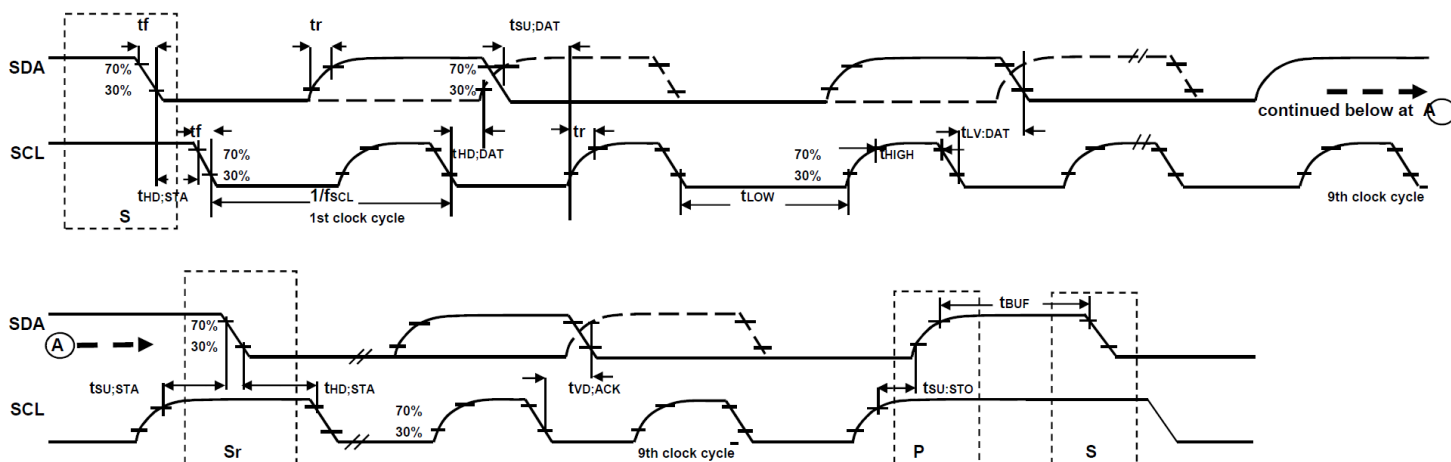 tf
tr
tSU;DAT
SDA
70%
30%
70%
30%
continued below at A
SCL
tf
70%
30%
tHD;DAT
tr
70%
30%
tHIGH
tLV:DAT
tHD;STA
1/fSCL
tLOW
S
1st clock cycle
9th clock cycle
SDA
70%
30%
tBUF
A
tSU;STA
tHD;STA
tVD;ACK
tSU:STO
SCL
70%
30%
Sr
9th clock cycle
P
S